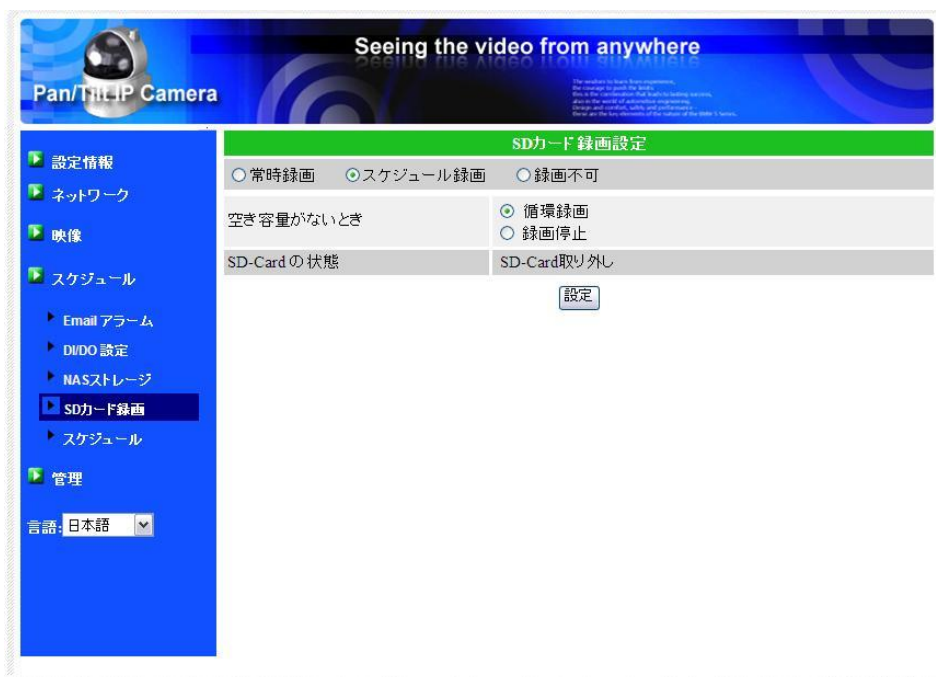 Seeing the video from anywhere
Pan/Tilt IP Camera
設定情報
ネットワーク
映像
スケジュール
Email アラーム
DI/DO 設定
NASストレージ
SDカード録画
スケジュール
管理
言語: 日本語
SDカード 録画設定
常時録画 スケジュール録画 録画不可
空き容量がないとき
循環録画
録画停止
SD-Card の状態 SD-Card取り外し
設定